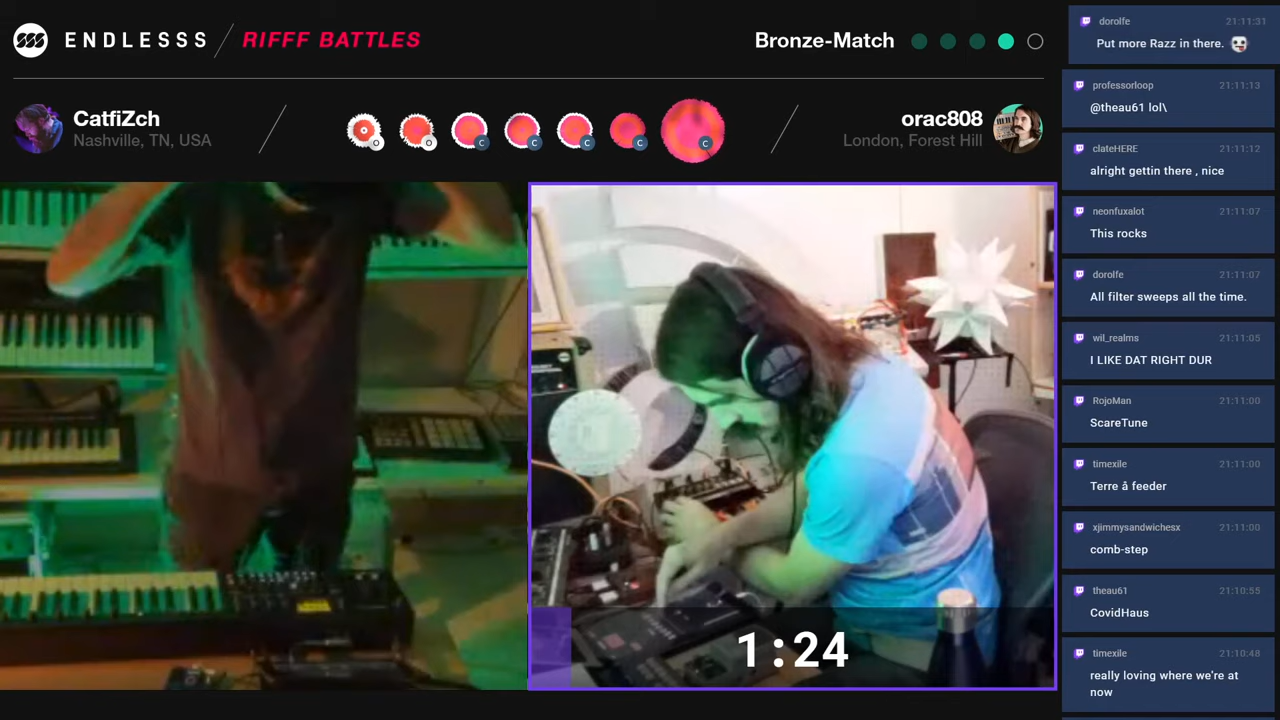 ENDLESSS
RIFFF BATTLES
Bronze-Match
CatfiZch
Nashville, TN, USA
O
O
C
C
C
C
C
orac808
London, Forest Hill
1:24
dorolfe 21:11:31
Put more Razz in there.
professorloop 21:11:13
@theau61 lol\
clateHERE 21:11:12
alright gettin there , nice
neonfuxalot 21:11:07
This rocks
dorolfe 21:11:07
All filter sweeps all the time.
wil_realms 21:11:05
I LIKE DAT RIGHT DUR
RojoMan 21:11:00
ScareTune
timexile 21:11:00
Terre â feeder
xjimmysandwichesx 21:11:00
comb-step
theau61 21:10:55
CovidHaus
timexile 21:10:48
really loving where we're at
now